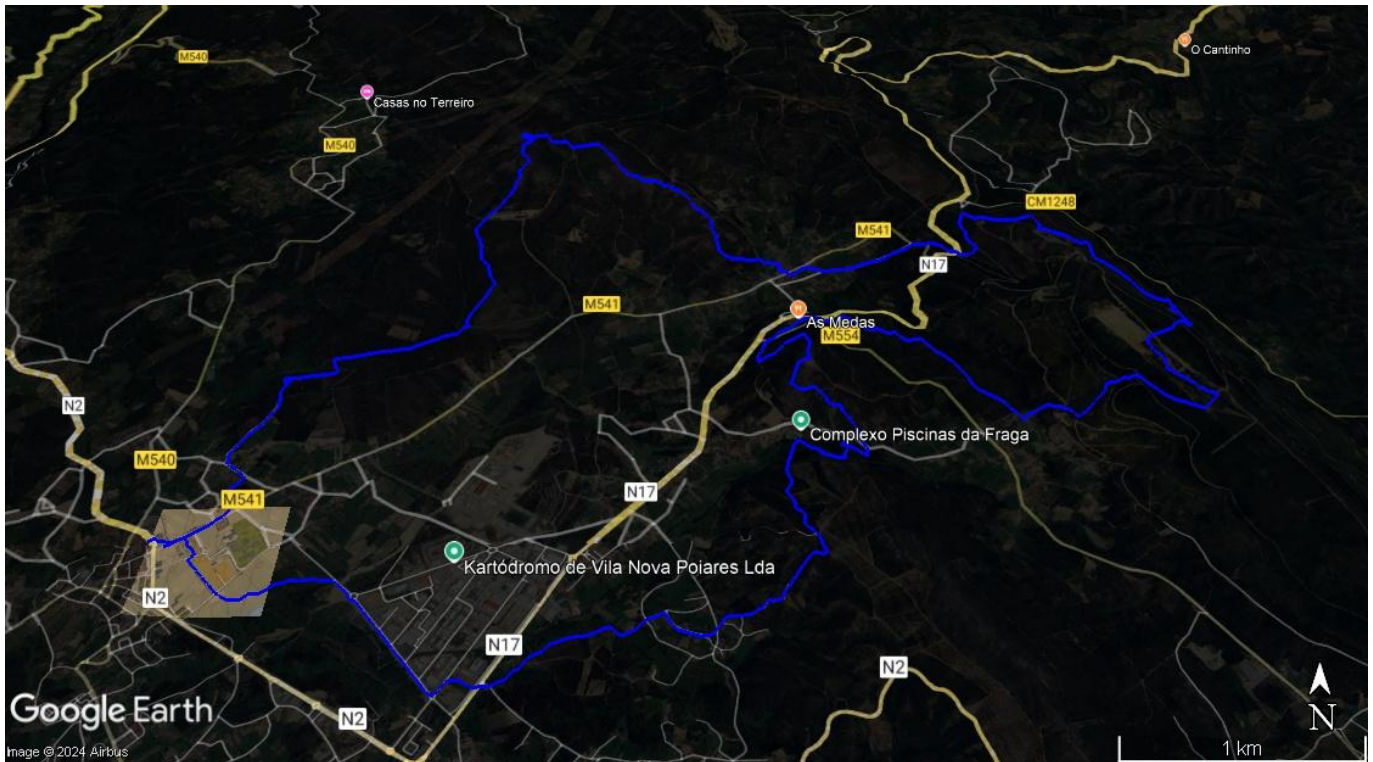 O Cantinho
M540
Casas no Terreiro
M540
CM1248
M541
N17
M541
As Medas
M554
N2
Complexo Piscinas da Fraga
M540
N17
M541
Kartódromo de Vila Nova Poiares Lda
N2
N17
N2
N2
Google Earth
N
Image © 2024 Airbus
1 km